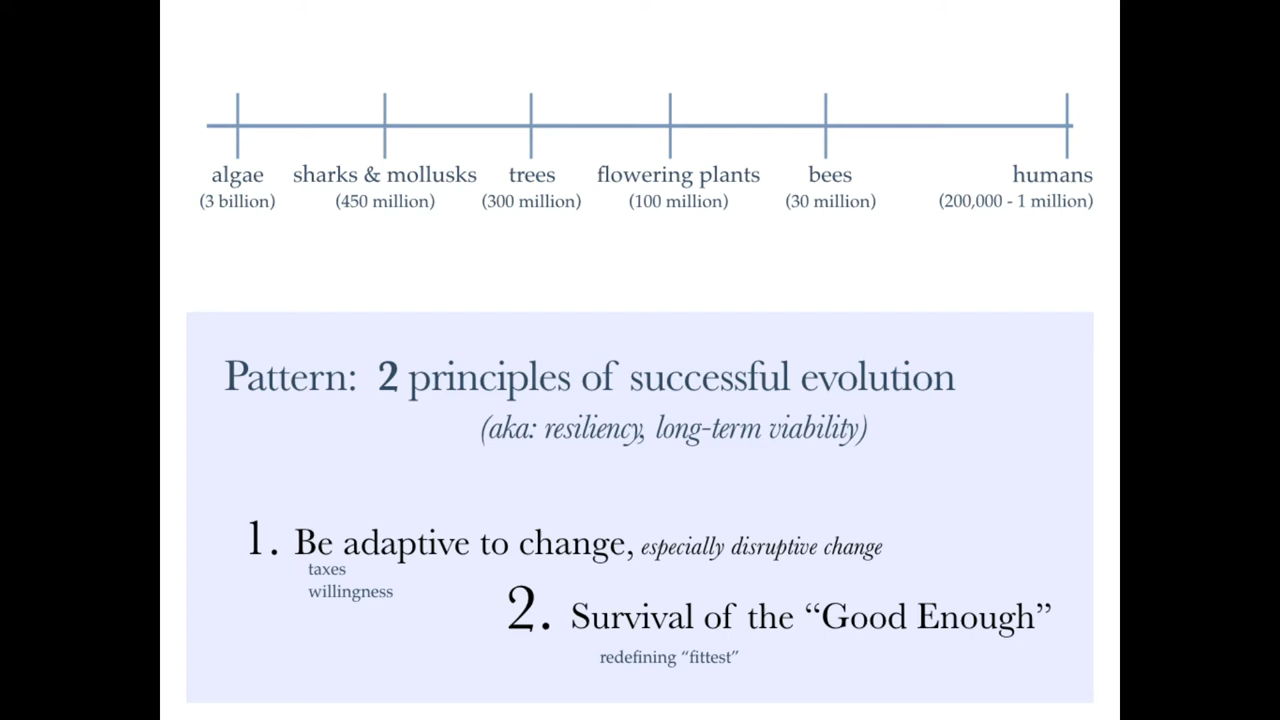 algae sharks & mollusks trees flowering plants bees humans
(3 billion) (450 million) (300 million) (100 million) (30 million) (200,000 - 1 million)
Pattern: 2 principles of successful evolution
(aka: resiliency, long-term viability)
1. Be adaptive to change, especially disruptive change
taxes
willingness
2. Survival of the “Good Enough”
redefining “fittest”